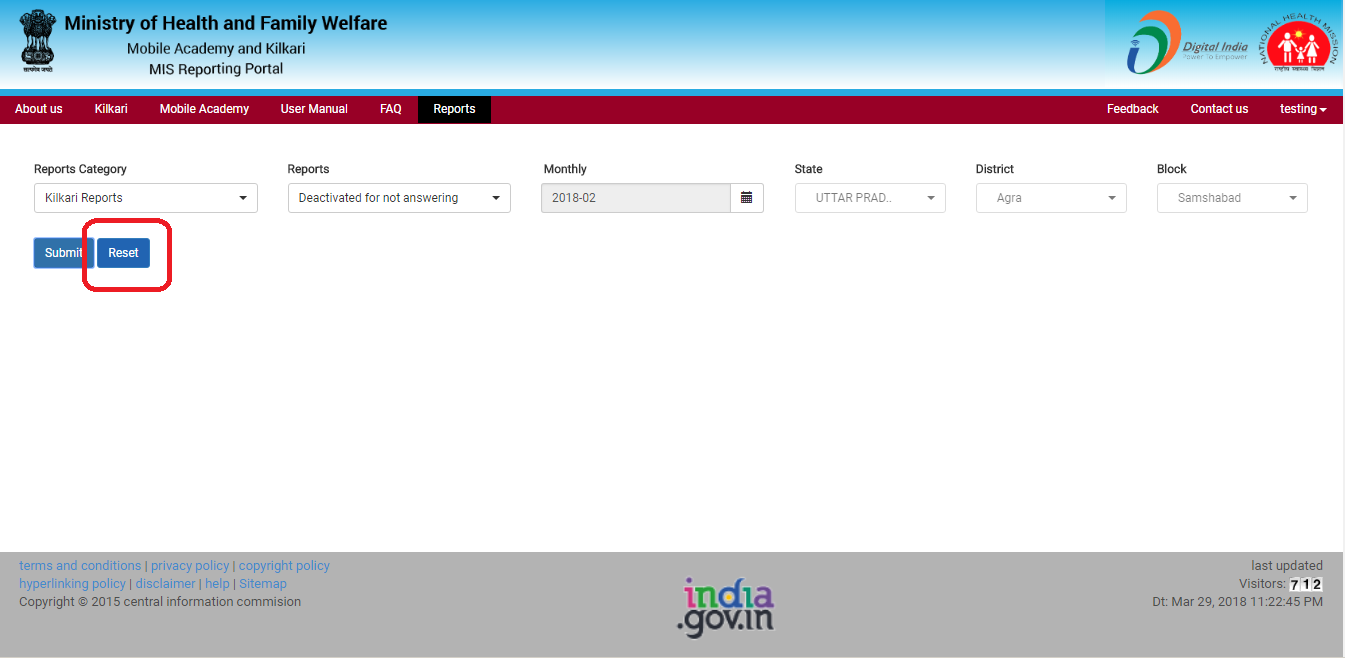 Ministry of Health and Family Welfare
Mobile Academy and Kilkari
MIS Reporting Portal
सत्यमेव जयते
Digital India
Power To Empower
NATIONAL HEALTH MISSION
राष्ट्रीय स्वास्थ्य मिशन
About us Kilkari Mobile Academy User Manual FAQ Reports Feedback Contact us testing
Reports Category Reports Monthly State District Block
Kilkari Reports Deactivated for not answering 2018-02 UTTAR PRAD.. Agra Samshabad
Submit Reset
terms and conditions | privacy policy | copyright policy
hyperlinking policy | disclaimer | help | Sitemap
Copyright © 2015 central information commision
india
.gov.in
last updated
Visitors: 712
Dt: Mar 29, 2018 11:22:45 PM